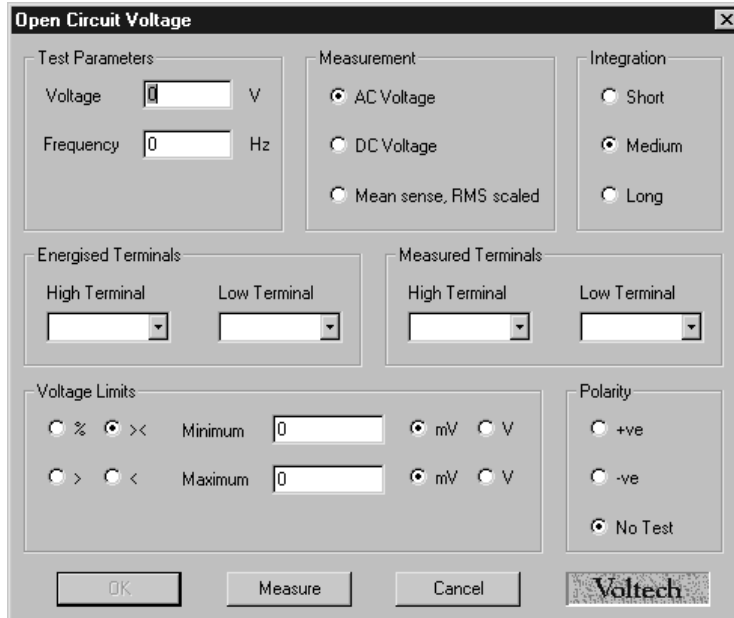 Open Circuit Voltage
Test Parameters
Voltage 0 V
Frequency 0 Hz
Measurement
AC Voltage
DC Voltage
Mean sense, RMS scaled
Integration
Short
Medium
Long
Energised Terminals
High Terminal Low Terminal
Measured Terminals
High Terminal Low Terminal
Voltage Limits
% >< Minimum 0 mV V
> < Maximum 0 mV V
Polarity
+ve
-ve
No Test
OK Measure Cancel Voltech